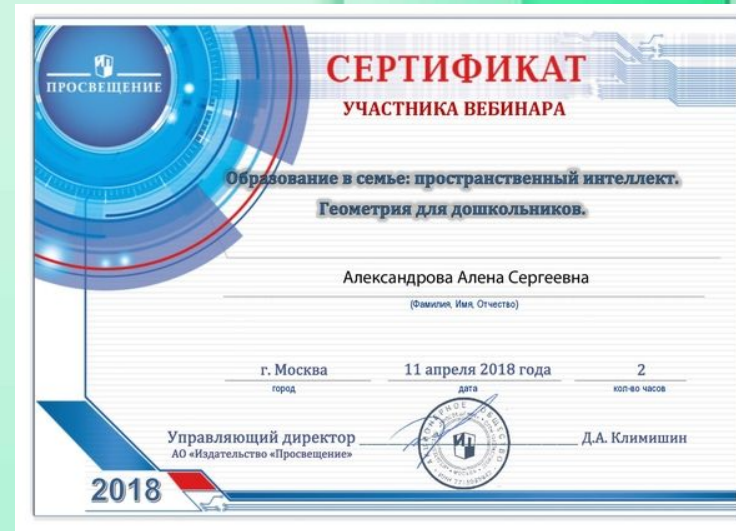 ПРОСВЕЩЕНИЕ
СЕРТИФИКАТ
УЧАСТНИКА ВЕБИНАРА
Образование в семье: пространственный интеллект.
Геометрия для дошкольников.
Александрова Алена Сергеевна
(Фамилия, Имя, Отчество)
г. Москва 11 апреля 2018 года 2
город дата кол-во часов
Управляющий директор Д.А. Климишин
АО «Издательство «Просвещение»
2018